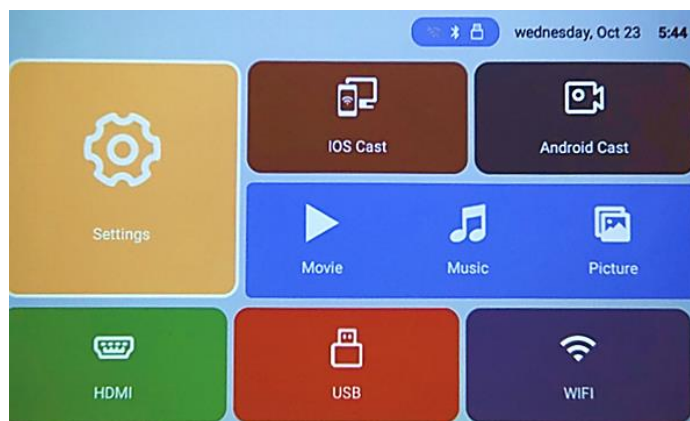 wednesday, Oct 23 5:44
IOS Cast
Android Cast
Settings
Movie
Music
Picture
HDMI
USB
WIFI